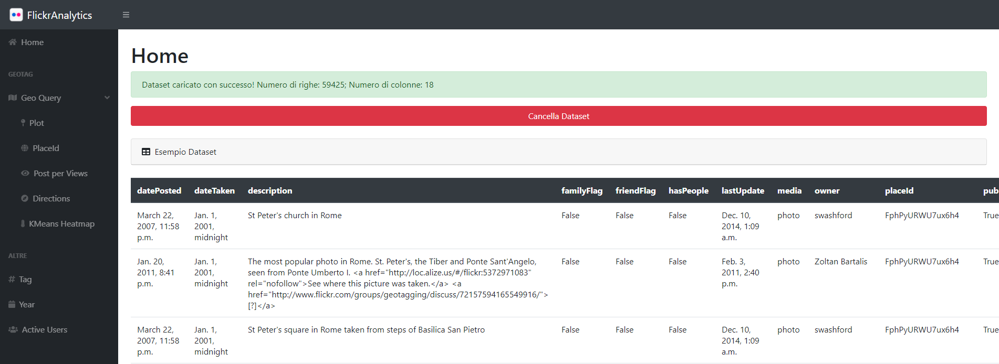 FlickrAnalytics
Home
GEOTAG
Geo Query
Plot
PlaceId
Post per Views
Directions
KMeans Heatmap
ALTRE
# Tag
Year
Active Users
Home
Dataset caricato con successo! Numero di righe: 59425; Numero di colonne: 18
Cancella Dataset
Esempio Dataset
datePosted dateTaken description familyFlag friendFlag hasPeople lastUpdate media owner placeId pub
March 22, Jan. 1, St Peter's church in Rome False False False Dec. 10, photo swashford FphPyURWU7ux6h4 True
2007, 11:58 2001, 2014, 1:09
p.m. midnight a.m.
Jan. 20, Jan. 1, The most popular photo in Rome. St. Peter's, the Tiber and Ponte Sant'Angelo, False False False Feb. 3, photo Zoltan Bartalis FphPyURWU7ux6h4 True
2011, 8:41 2001, seen from Ponte Umberto I. <a href="http://loc.alize.us/#/flickr:5372971083" 2011, 2:40
p.m. midnight rel="nofollow">See where this picture was taken.</a> <a p.m.
href="http://www.flickr.com/groups/geotagging/discuss/72157594165549916/">
[?]</a>
March 22, Jan. 1, St Peter's square in Rome taken from steps of Basilica San Pietro False False False Dec. 10, photo swashford FphPyURWU7ux6h4 True
2007, 11:58 2001, 2014, 1:09
p.m. midnight a.m.